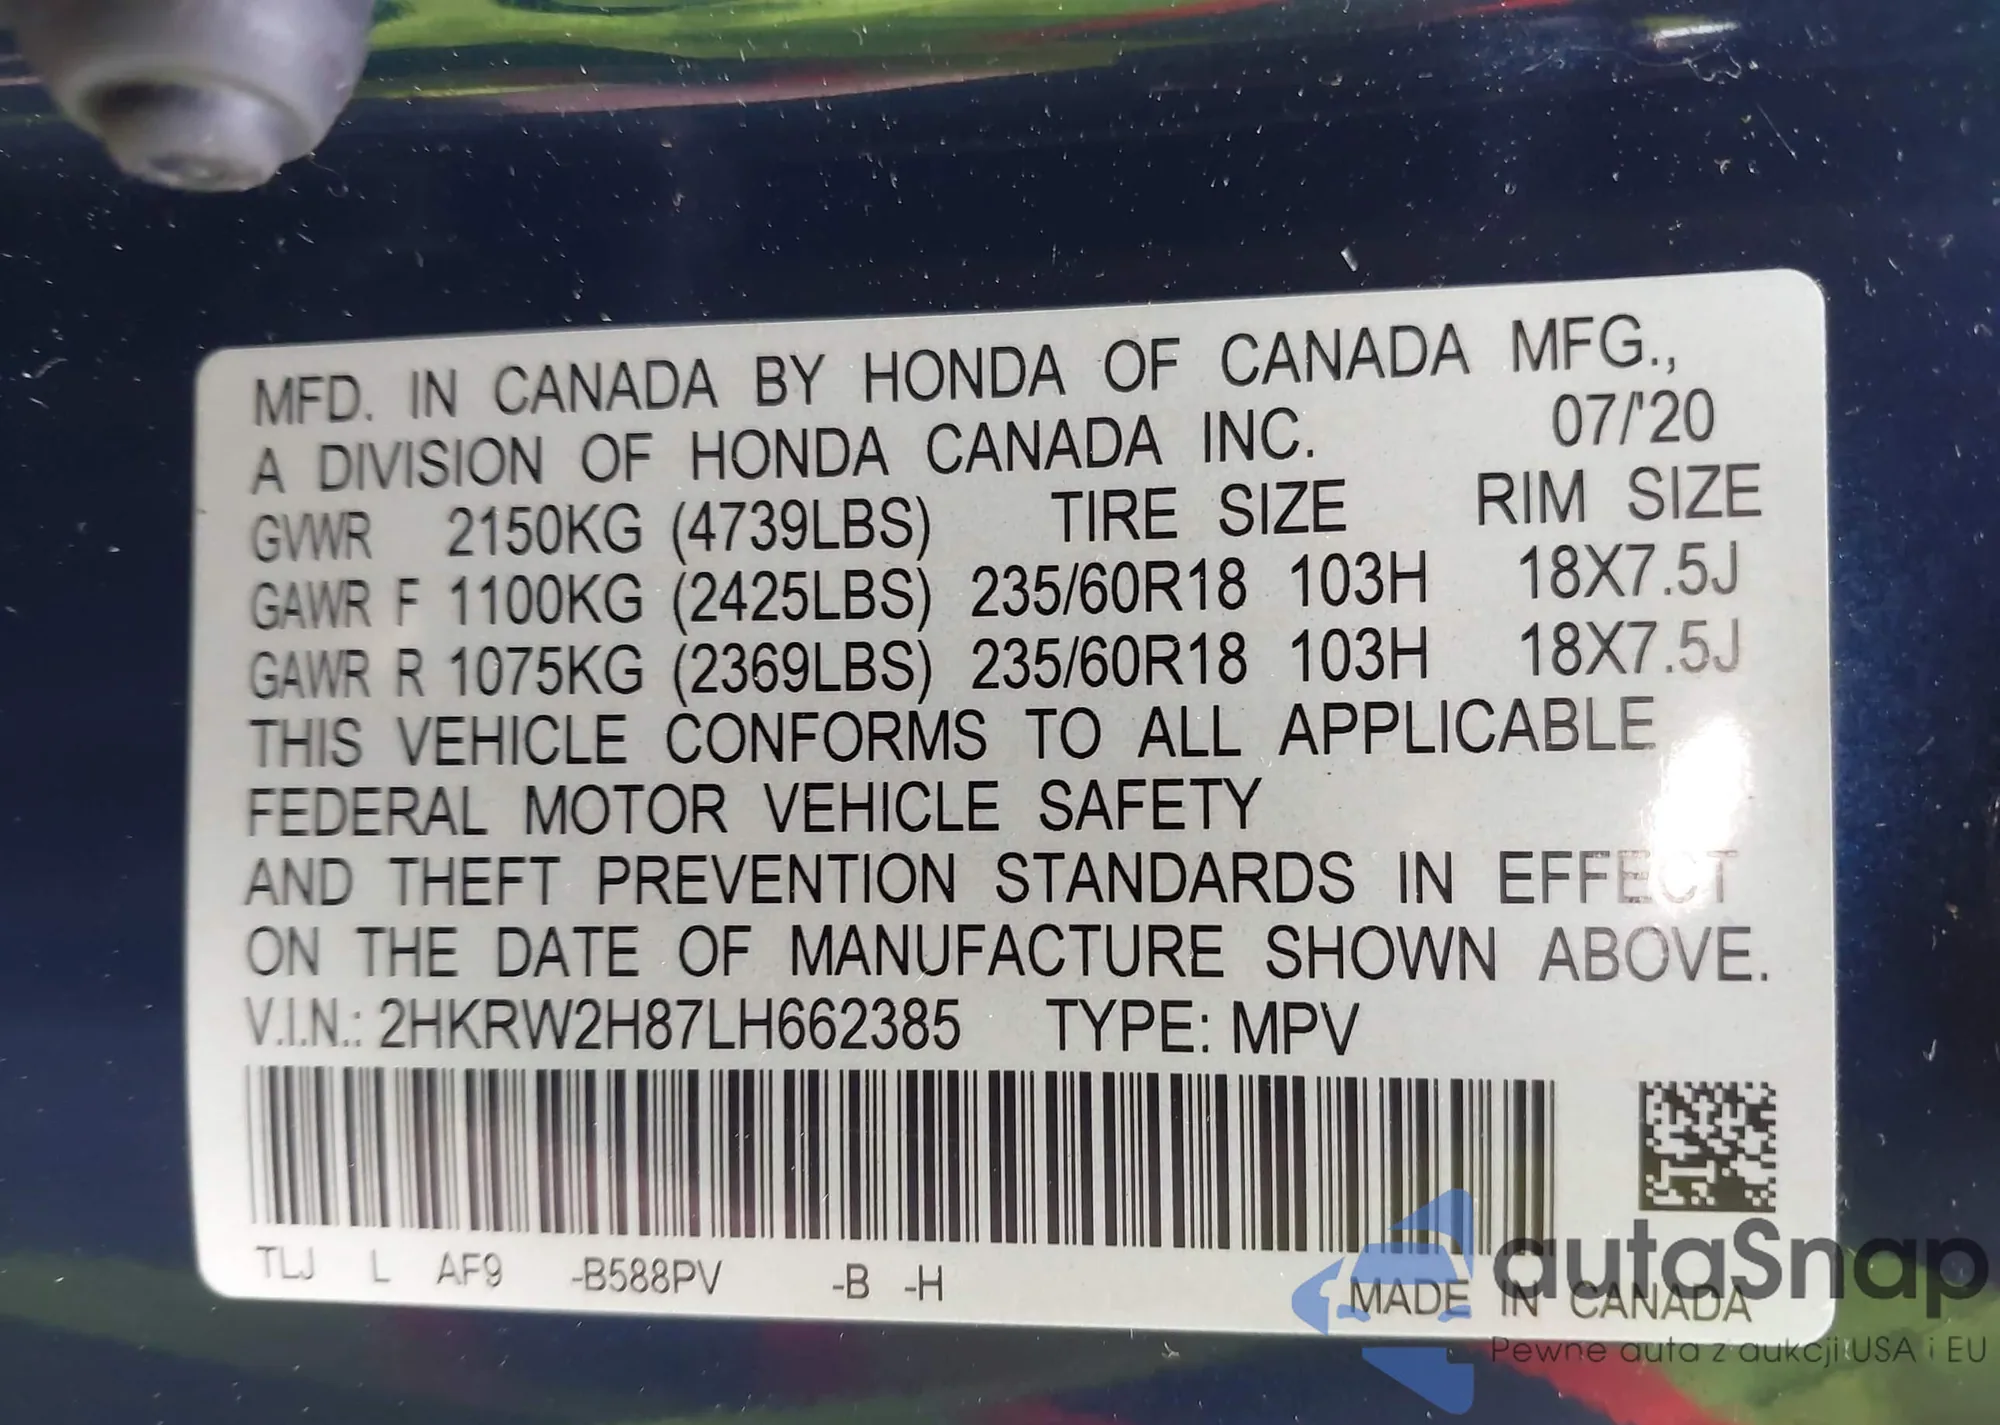 MFD. IN CANADA BY HONDA OF CANADA MFG.,
A DIVISION OF HONDA CANADA INC. 07/'20
GVWR 2150KG (4739LBS) TIRE SIZE RIM SIZE
GAWR F 1100KG (2425LBS) 235/60R18 103H 18X7.5J
GAWR R 1075KG (2369LBS) 235/60R18 103H 18X7.5J
THIS VEHICLE CONFORMS TO ALL APPLICABLE
FEDERAL MOTOR VEHICLE SAFETY
AND THEFT PREVENTION STANDARDS IN EFFECT
ON THE DATE OF MANUFACTURE SHOWN ABOVE.
V.I.N.: 2HKRW2H87LH662385 TYPE: MPV
TLJ L AF9 -B588PV -B -H
MADE IN CANADA
autaSnap
Pewne auta z aukcji USA i EU